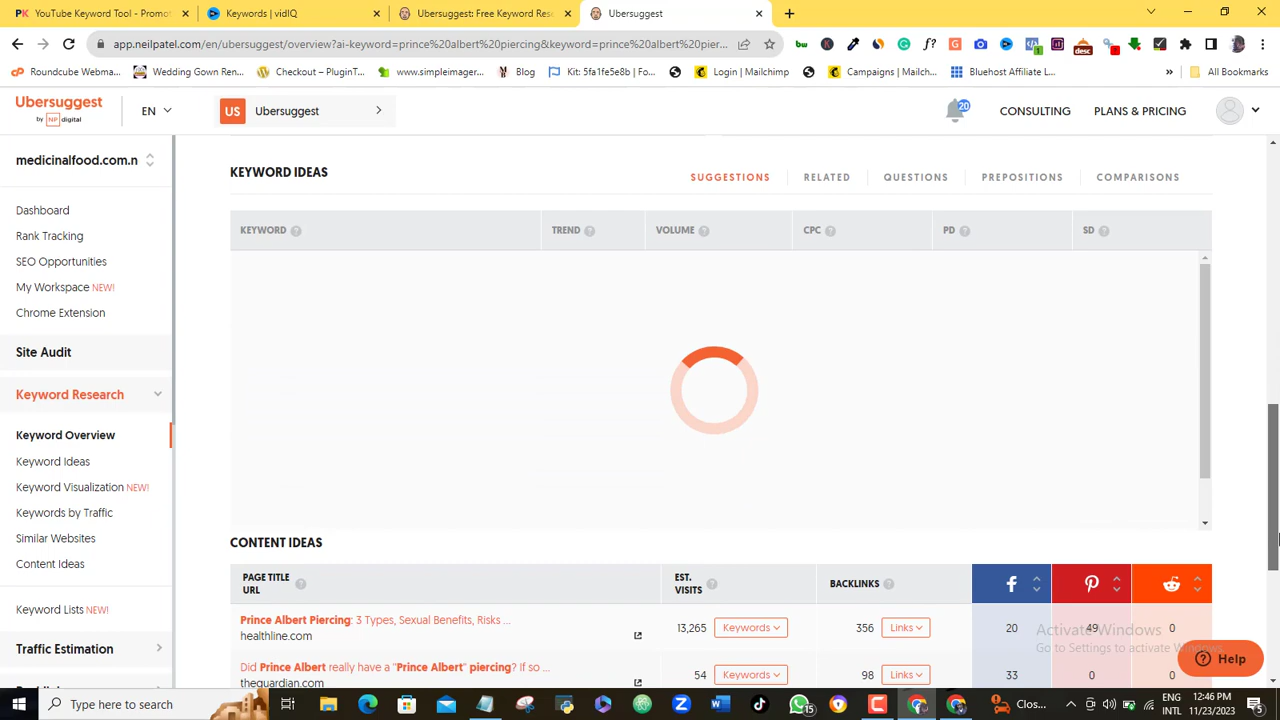 YouTube Keyword Tool - Promot
Keywords | vidIQ
Ubersuggest: Free Keyword Res
Ubersuggest
app.neilpatel.com/en/ubersuggest/overview?ai-keyword=prince%20albert%20piercing&keyword=prince%20albert%20pier...
Roundcube Webma...
Wedding Gown Ren...
Checkout – PluginT...
www.simpleimager...
Blog
Kit: 5fa1fe5e8b | Fo...
Login | Mailchimp
Campaigns | Mailch...
Bluehost Affiliate L...
»
All Bookmarks
Ubersuggest
by NP digital
EN
US
Ubersuggest
20
CONSULTING
PLANS & PRICING
medicinalfood.com.n
Dashboard
Rank Tracking
SEO Opportunities
My Workspace NEW!
Chrome Extension
Site Audit
Keyword Research
Keyword Overview
Keyword Ideas
Keyword Visualization NEW!
Keywords by Traffic
Similar Websites
Content Ideas
Keyword Lists NEW!
Traffic Estimation
KEYWORD IDEAS
SUGGESTIONS
RELATED
QUESTIONS
PREPOSITIONS
COMPARISONS
KEYWORD
TREND
VOLUME
CPC
PD
SD
CONTENT IDEAS
PAGE TITLE
URL
EST.
VISITS
BACKLINKS
Prince Albert Piercing: 3 Types, Sexual Benefits, Risks ...
healthline.com
13,265
Keywords
356
Links
20
49
0
Did Prince Albert really have a "Prince Albert" piercing? If so ...
theguardian.com
54
Keywords
98
Links
33
0
0
Activate Windows
Go to Settings to activate Windows.
Help
Type here to search
15
Clos...
ENG
INTL
12:46 PM
11/23/2023
5